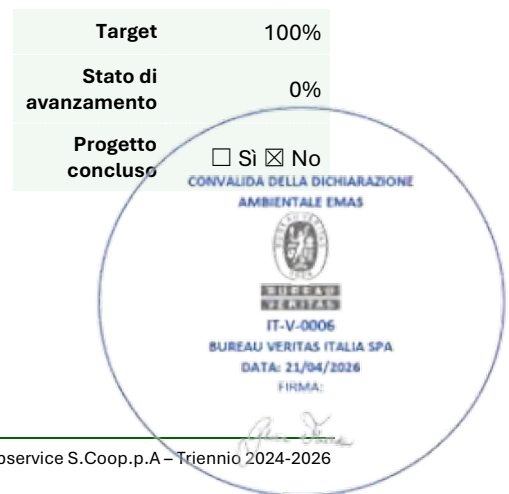 Target 100%
Stato di
avanzamento 0%
Progetto
concluso ☐ Sì ☒ No
CONVALIDA DELLA DICHIARAZIONE
AMBIENTALE EMAS
BUREAU
VERITAS
IT-V-0006
BUREAU VERITAS ITALIA SPA
DATA: 21/04/2026
FIRMA:
oservice S.Coop.p.A – Triennio 2024-2026